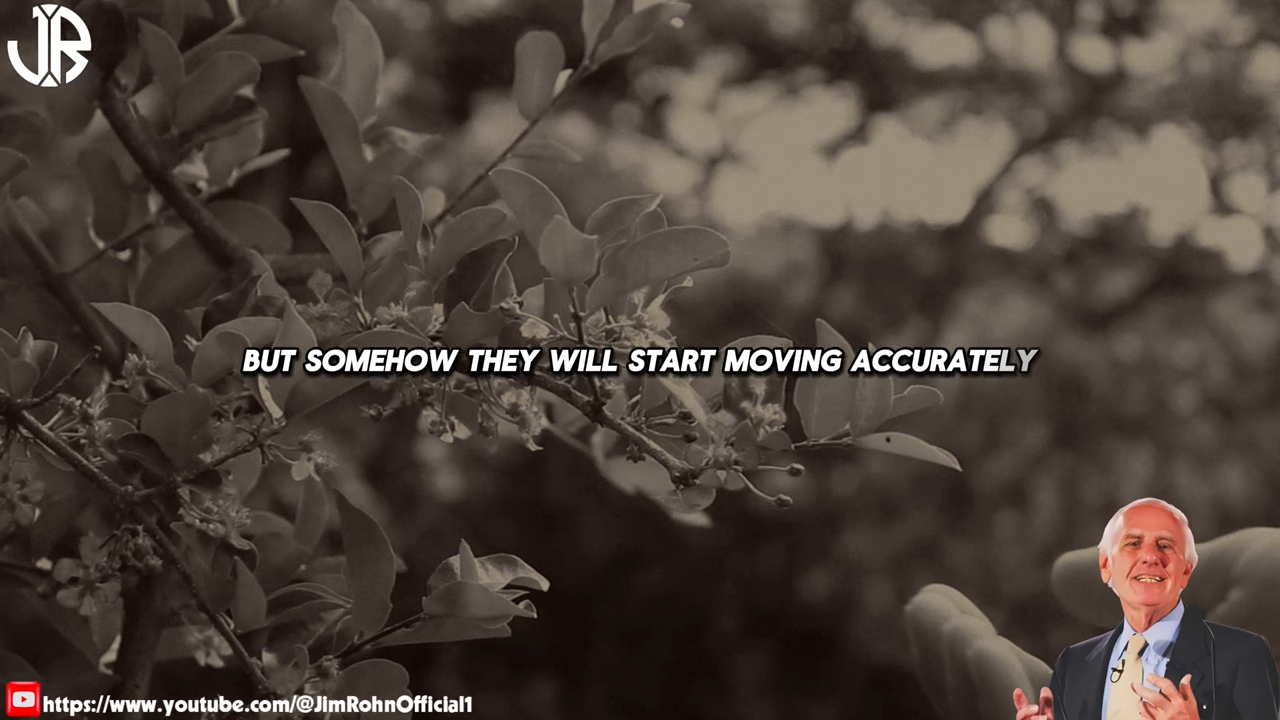 JR
BUT SOMEHOW THEY WILL START MOVING ACCURATELY
https://www.youtube.com/@JimRohnOfficial1